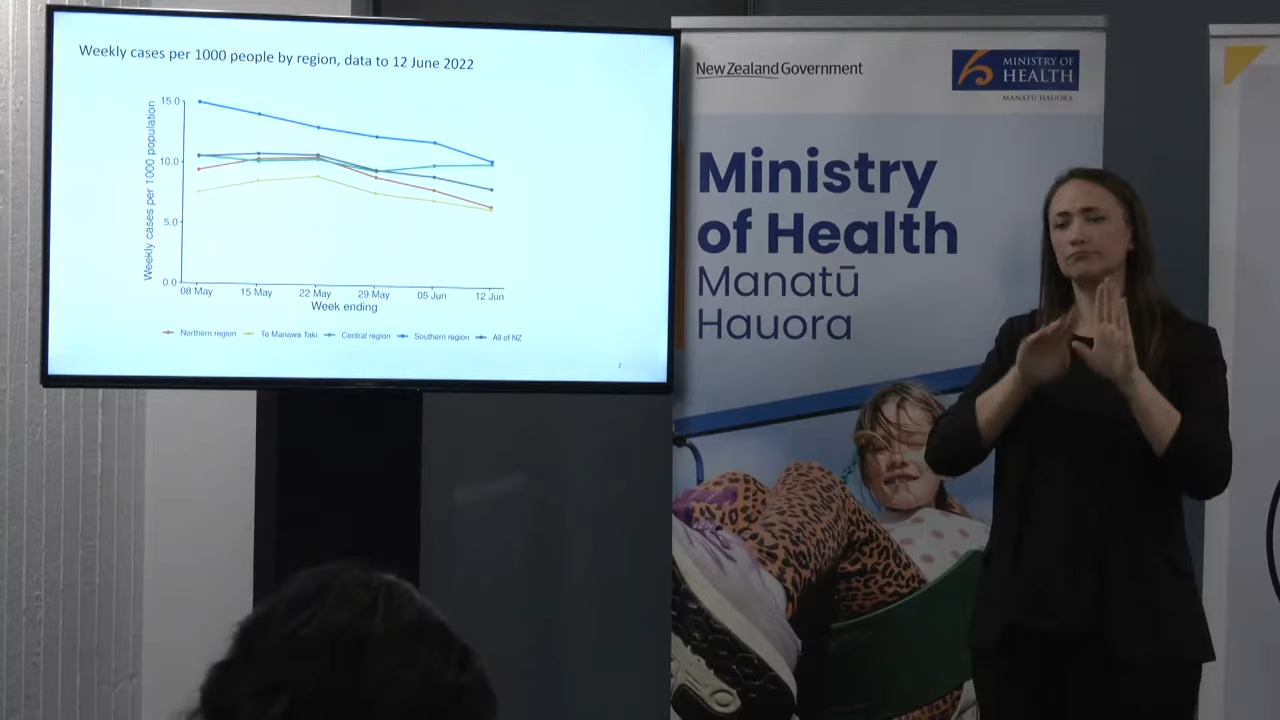 Weekly cases per 1000 people by region, data to 12 June 2022
Weekly cases per 1000 population
15.0
10.0
5.0
0.0
08 May
15 May
22 May
29 May
05 Jun
12 Jun
Week ending
Northern region
Te Manawa Taki
Central region
Southern region
All of NZ
2
New Zealand Government
MINISTRY OF
HEALTH
MANATŪ HAUORA
Ministry
of Health
Manatū
Hauora